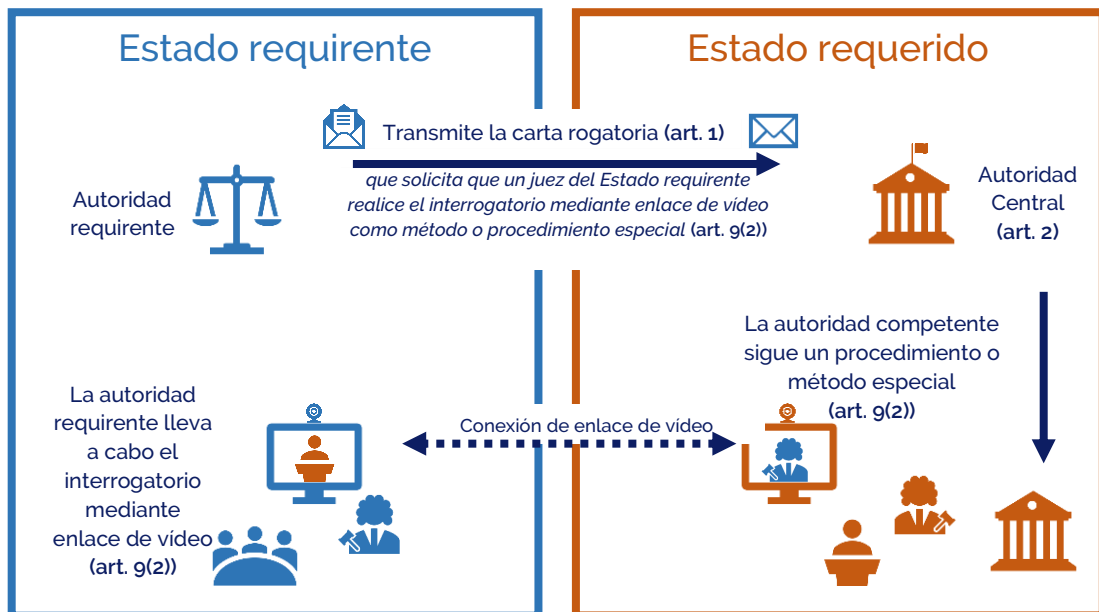 Estado requirente
Estado requerido
Transmite la carta rogatoria (art. 1)
que solicita que un juez del Estado requirente
realice el interrogatorio mediante enlace de vídeo
como método o procedimiento especial (art. 9(2))
Autoridad
requirente
Autoridad
Central
(art. 2)
La autoridad competente
sigue un procedimiento o
método especial
(art. 9(2))
La autoridad
requirente lleva
a cabo el
interrogatorio
mediante
enlace de vídeo
(art. 9(2))
Conexión de enlace de vídeo